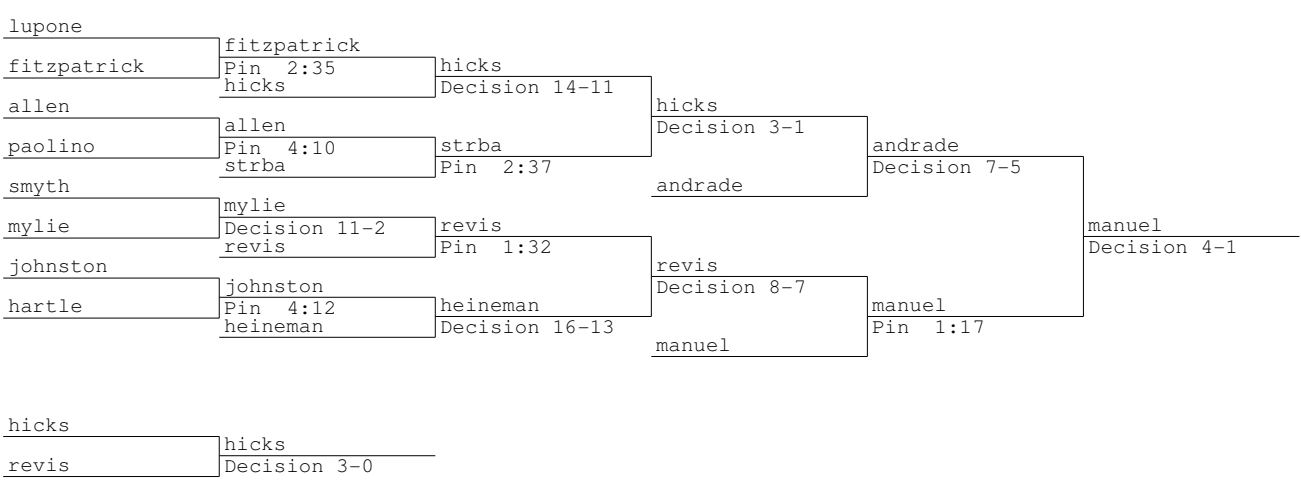 lupone
fitzpatrick
fitzpatrick
Pin 2:35
hicks
hicks
Decision 14-11
allen
hicks
Decision 3-1
allen
paolino
Pin 4:10
strba
strba
Pin 2:37
andrade
Decision 7-5
smyth
andrade
mylie
mylie
Decision 11-2
revis
revis
Pin 1:32
manuel
Decision 4-1
johnston
revis
Decision 8-7
johnston
hartle
Pin 4:12
heineman
heineman
Decision 16-13
manuel
Pin 1:17
manuel
hicks
hicks
revis
Decision 3-0